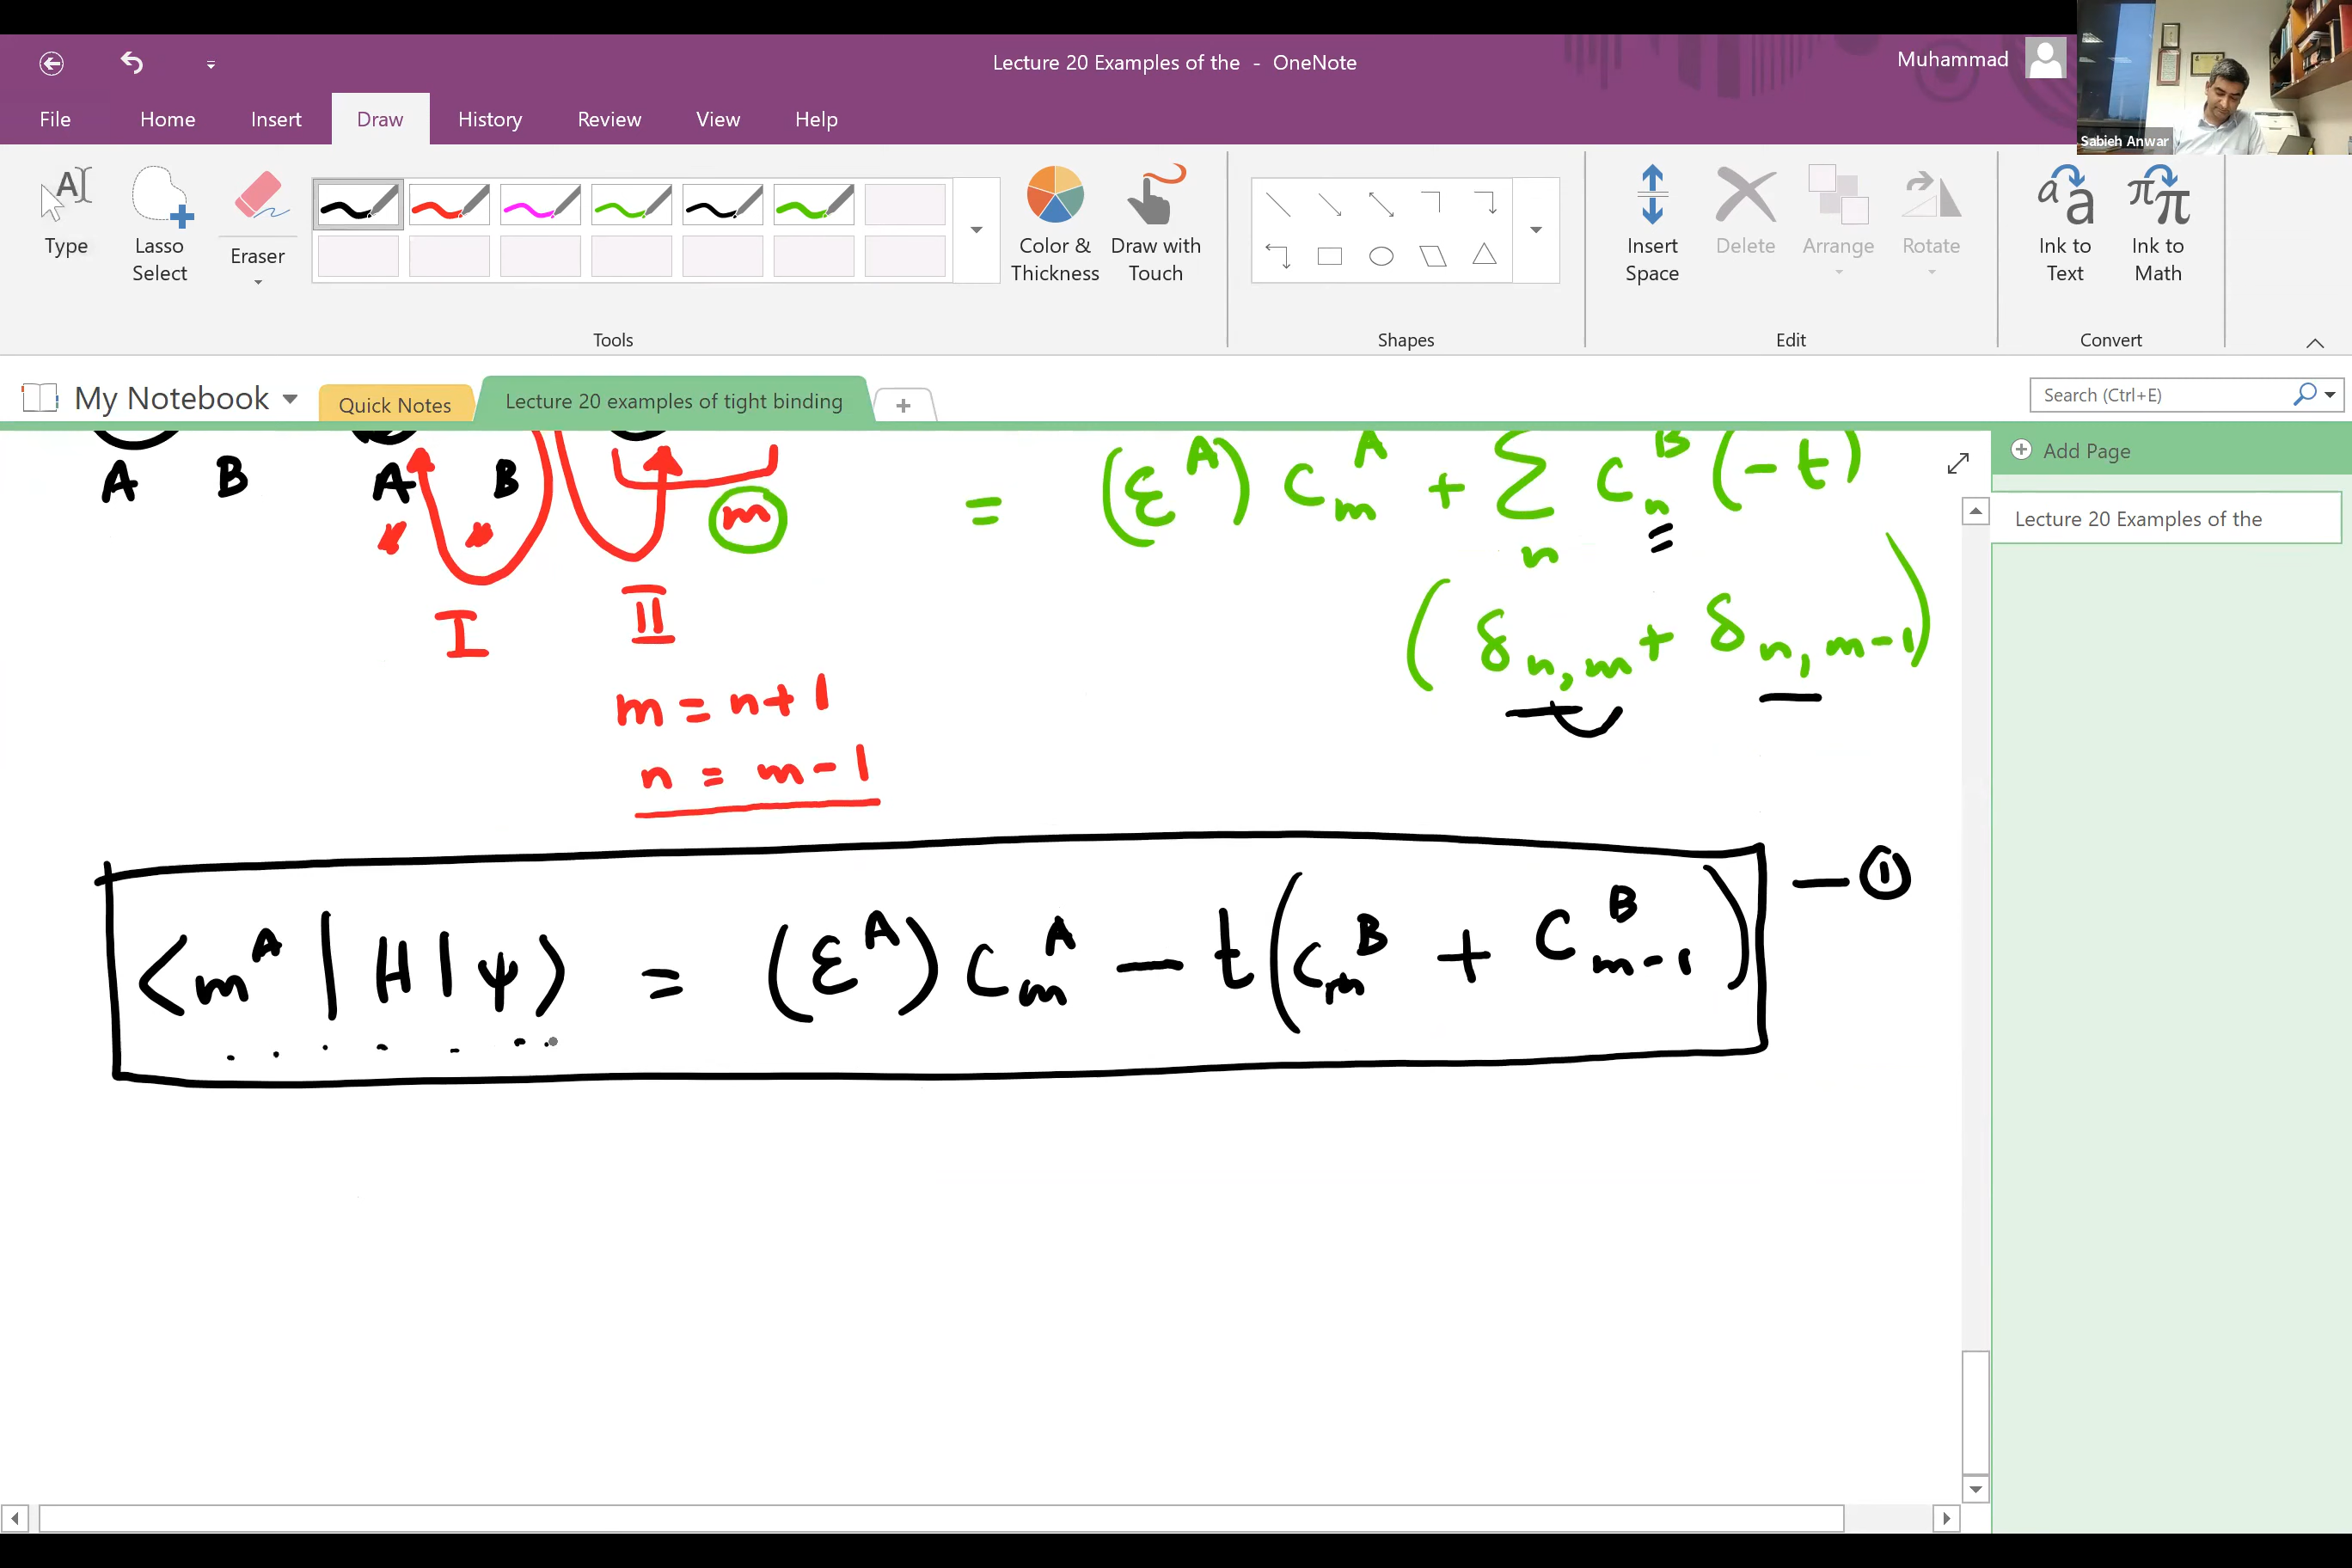 Lecture 20 Examples of the - OneNote
Muhammad
Sabieh Anwar
File Home Insert Draw History Review View Help
Type
Lasso Select
Eraser
Color & Thickness
Draw with Touch
Insert Space
Delete
Arrange
Rotate
Ink to Text
Ink to Math
Tools
Shapes
Edit
Convert
My Notebook
Quick Notes
Lecture 20 examples of tight binding
Search (Ctrl+E)
Add Page
Lecture 20 Examples of the
A B A B m
I II
m = n+1
n = m-1
= (ε^A) c_m^A + Σ_n c_n^B (-t)
(δ_{n,m} + δ_{n,m-1})
<m^A | H | ψ> = (ε^A) c_m^A - t (c_m^B + c_{m-1}^B) — ①